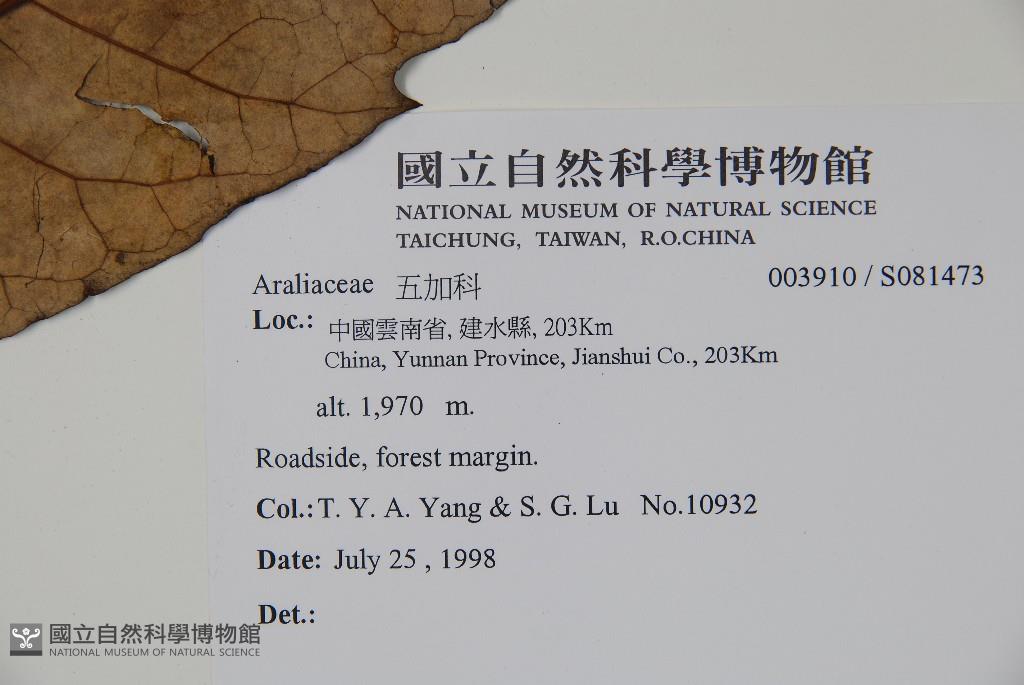 國立自然科學博物館
NATIONAL MUSEUM OF NATURAL SCIENCE
TAICHUNG, TAIWAN, R.O.CHINA
Araliaceae 五加科 003910 / S081473
Loc.: 中國雲南省, 建水縣, 203Km
China, Yunnan Province, Jianshui Co., 203Km
alt. 1,970 m.
Roadside, forest margin.
Col.: T. Y. A. Yang & S. G. Lu No.10932
Date: July 25 , 1998
Det.:
國立自然科學博物館
NATIONAL MUSEUM OF NATURAL SCIENCE